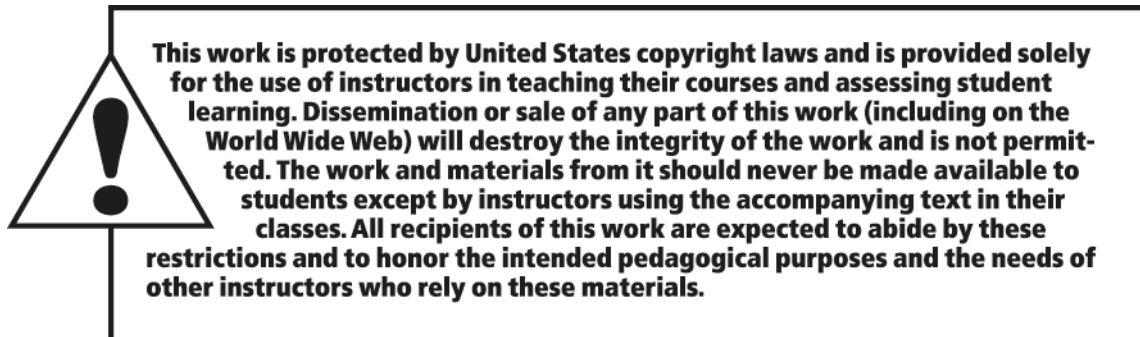 This work is protected by United States copyright laws and is provided solely
for the use of instructors in teaching their courses and assessing student
learning. Dissemination or sale of any part of this work (including on the
World Wide Web) will destroy the integrity of the work and is not permit-
ted. The work and materials from it should never be made available to
students except by instructors using the accompanying text in their
classes. All recipients of this work are expected to abide by these
restrictions and to honor the intended pedagogical purposes and the needs of
other instructors who rely on these materials.